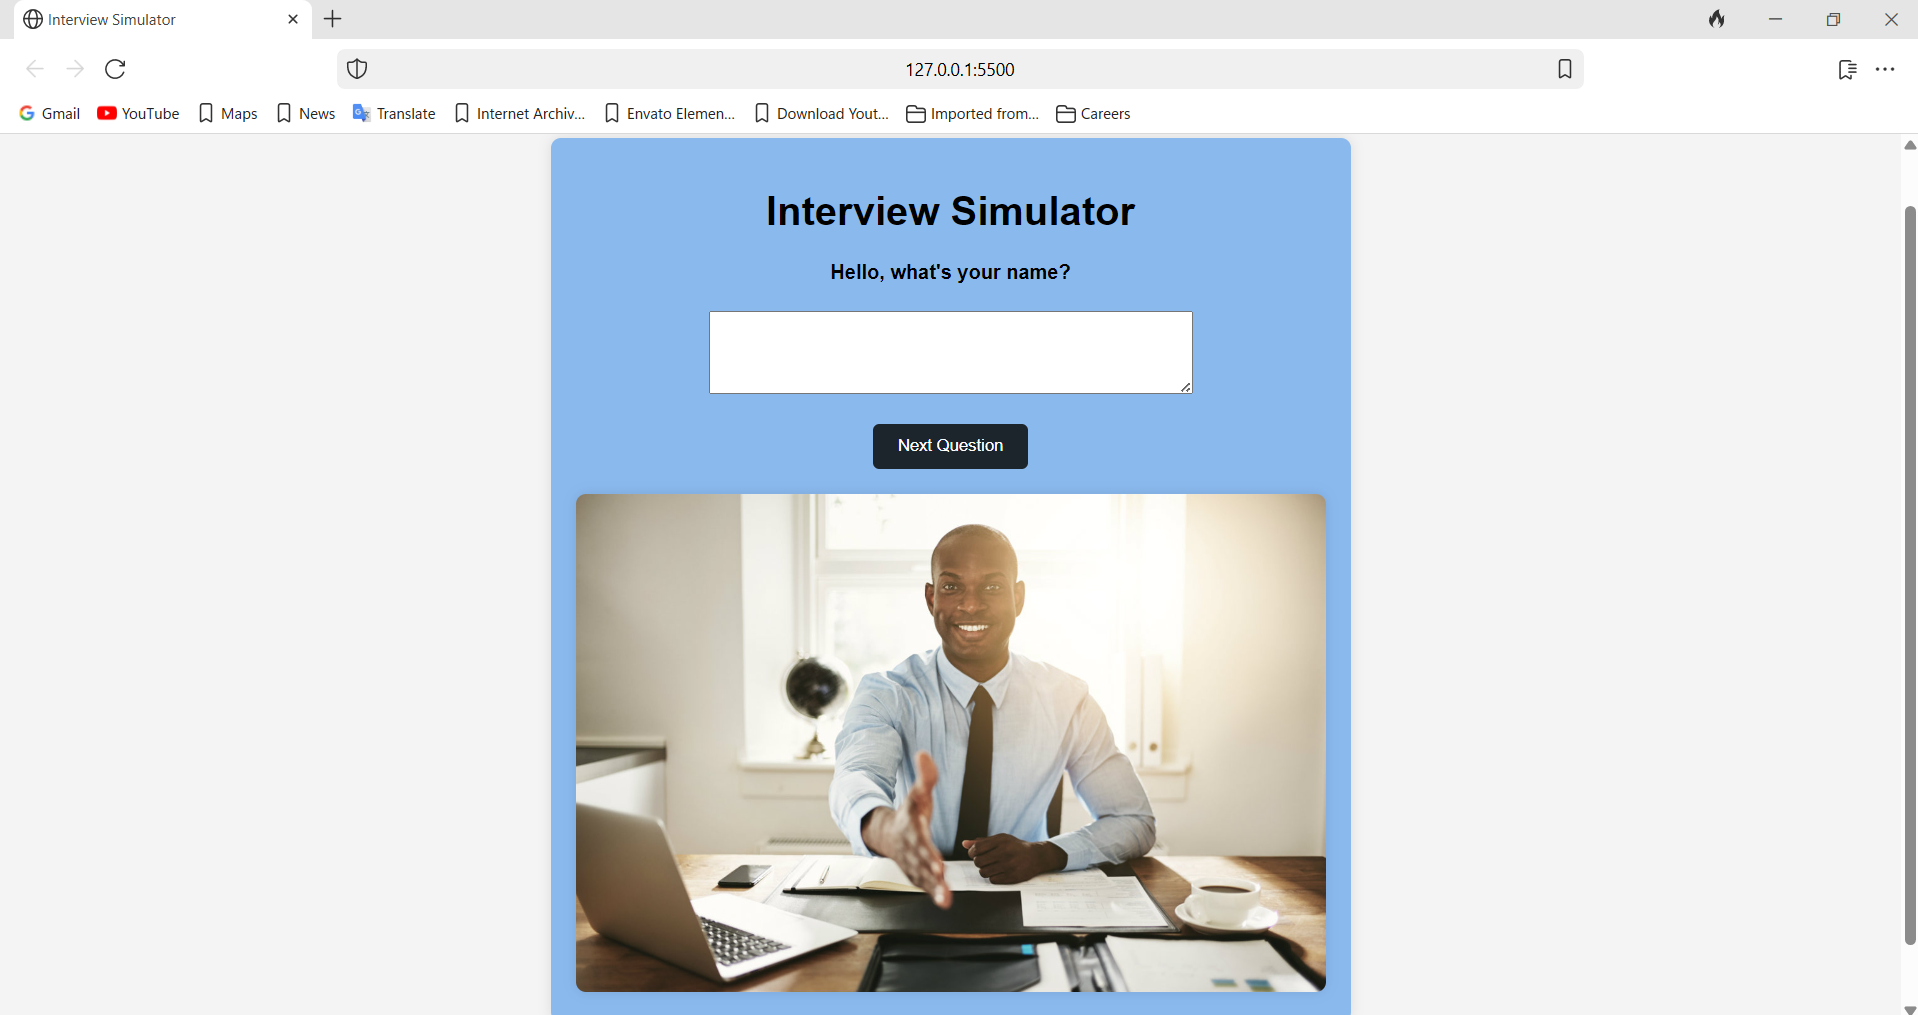 Interview Simulator
127.0.0.1:5500
Gmail YouTube Maps News Translate Internet Archiv... Envato Elemen... Download Yout... Imported from... Careers
Interview Simulator
Hello, what's your name?
Next Question